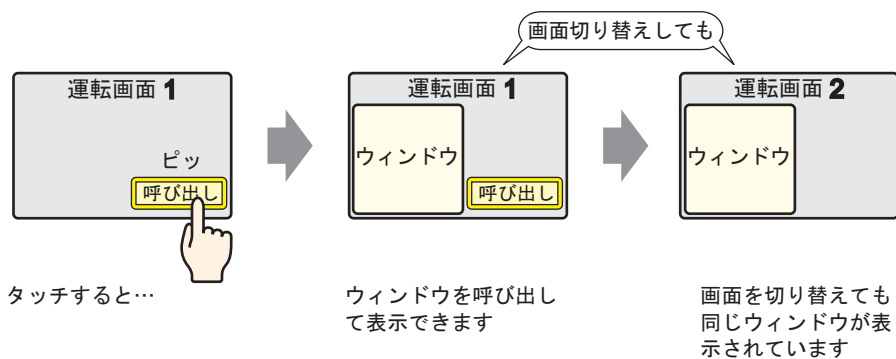 画面切り替えしても
運転画面 1
ピッ
呼び出し
運転画面 1
ウィンドウ
呼び出し
運転画面 2
ウィンドウ
タッチすると…
ウィンドウを呼び出し
て表示できます
画面を切り替えても
同じウィンドウが表
示されています